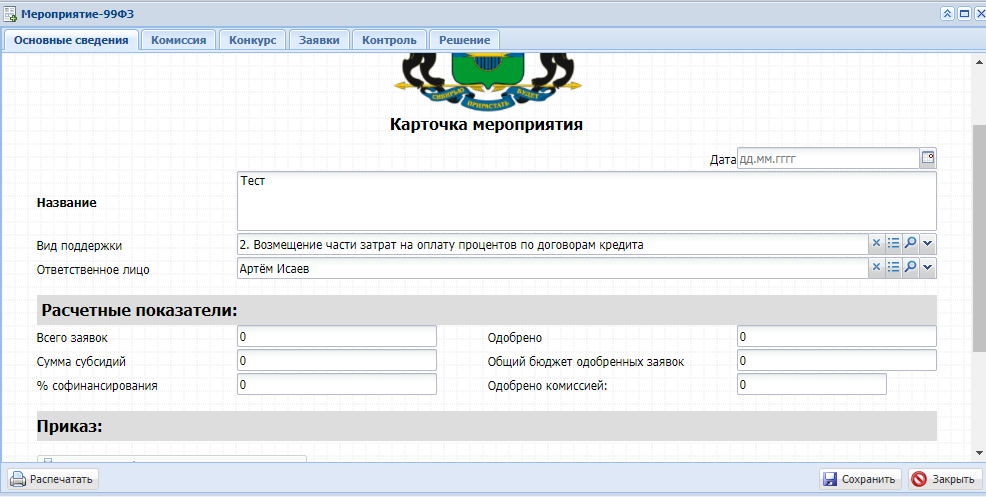 Мероприятие-99ФЗ
Основные сведения Комиссия Конкурс Заявки Контроль Решение
СИБИРЬЮ ПРИРАСТАТЬ БУДЕТ
Карточка мероприятия
Дата дд.мм.гггг
Название Тест
Вид поддержки 2. Возмещение части затрат на оплату процентов по договорам кредита
Ответственное лицо Артём Исаев
Расчетные показатели:
Всего заявок 0 Одобрено 0
Сумма субсидий 0 Общий бюджет одобренных заявок 0
% софинансирования 0 Одобрено комиссией: 0
Приказ:
Распечатать Сохранить Закрыть